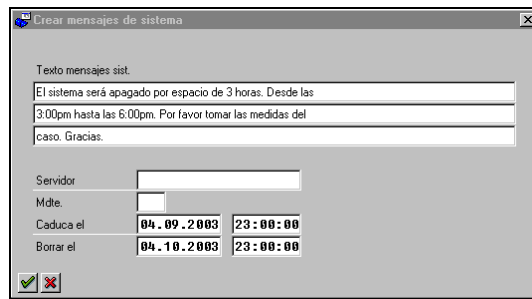 Crear mensajes de sistema
Texto mensajes sist.
El sistema será apagado por espacio de 3 horas. Desde las
3:00pm hasta las 6:00pm. Por favor tomar las medidas del
caso. Gracias.
Servidor
Mdte.
Caduca el 04.09.2003 23:00:00
Borrar el 04.10.2003 23:00:00